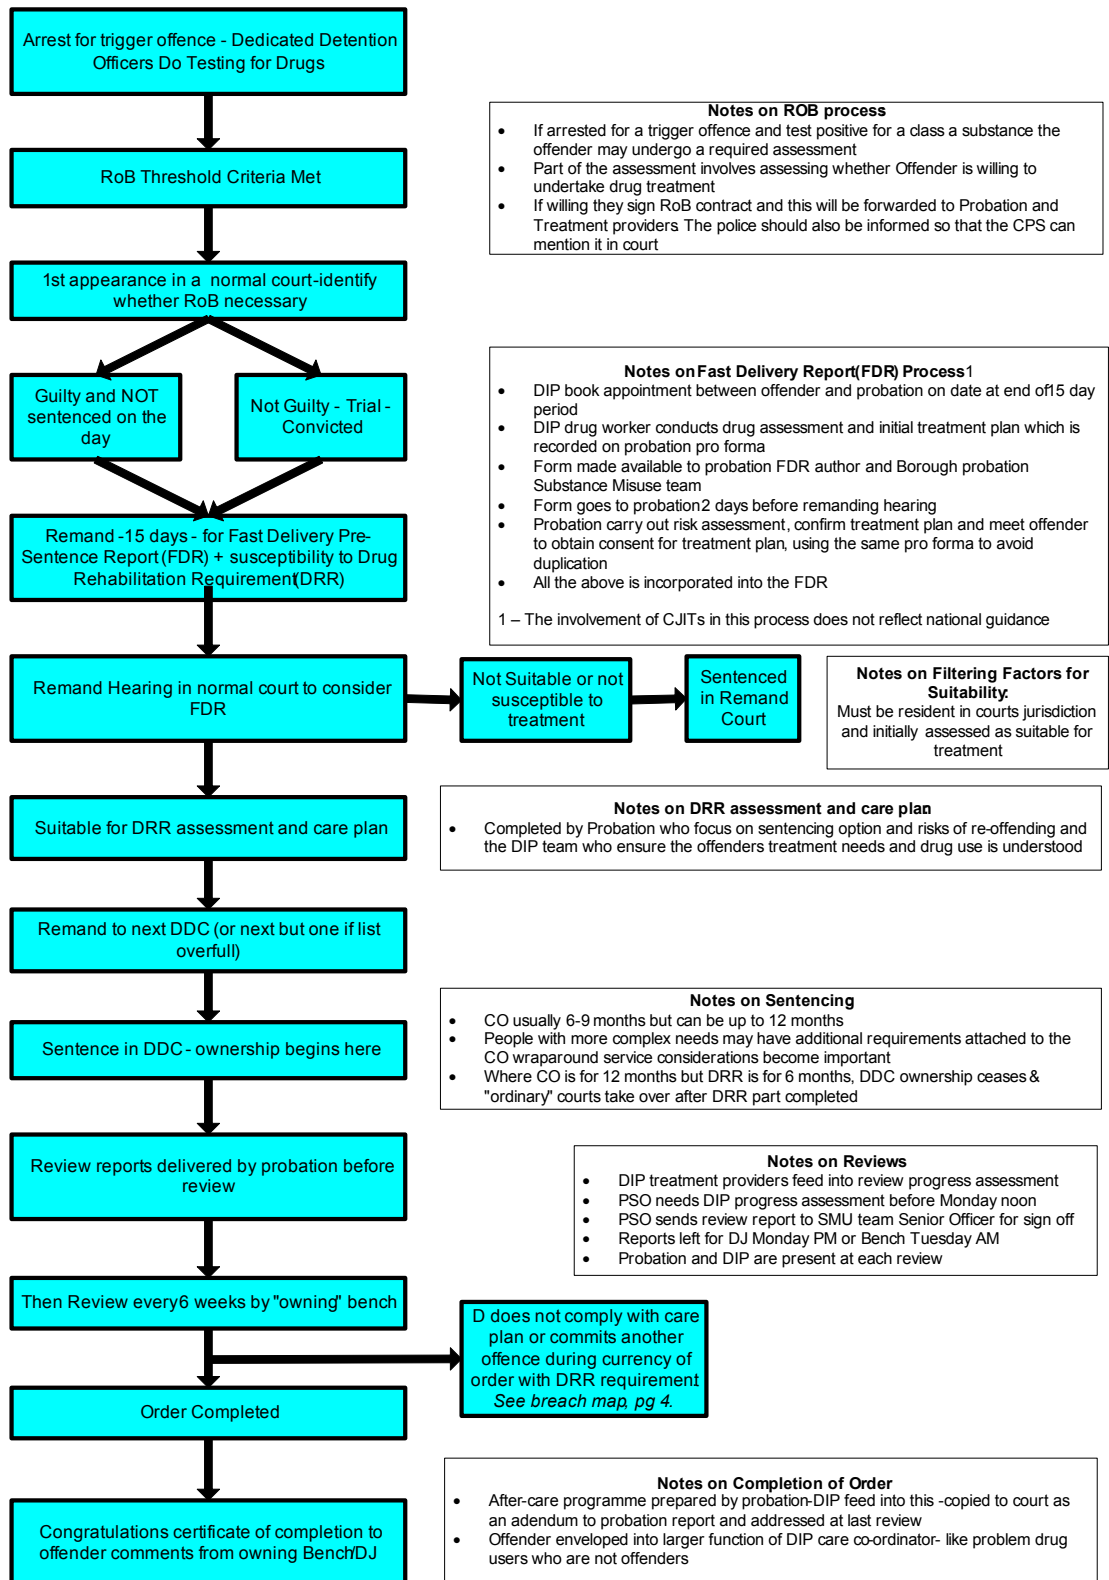 Arrest for trigger offence - Dedicated Detention
Officers Do Testing for Drugs
Notes on ROB process
• If arrested for a trigger offence and test positive for a class a substance the
offender may undergo a required assessment
• Part of the assessment involves assessing whether Offender is willing to
undertake drug treatment
• If willing they sign RoB contract and this will be forwarded to Probation and
Treatment providers. The police should also be informed so that the CPS can
mention it in court
RoB Threshold Criteria Met
1st appearance in a normal court-identify
whether RoB necessary
Guilty and NOT
sentenced on the
day
Not Guilty - Trial -
Convicted
Notes on Fast Delivery Report(FDR) Process1
• DIP book appointment between offender and probation on date at end of15 day
period
• DIP drug worker conducts drug assessment and initial treatment plan which is
recorded on probation pro forma
• Form made available to probation FDR author and Borough probation
Substance Misuse team
• Form goes to probation2 days before remanding hearing
• Probation carry out risk assessment, confirm treatment plan and meet offender
to obtain consent for treatment plan, using the same pro forma to avoid
duplication
• All the above is incorporated into the FDR
1 – The involvement of CJITs in this process does not reflect national guidance
Remand -15 days - for Fast Delivery Pre-
Sentence Report (FDR) + susceptibility to Drug
Rehabilitation Requirement(DRR)
Remand Hearing in normal court to consider
FDR
Not Suitable or not
susceptible to
treatment
Sentenced
in Remand
Court
Notes on Filtering Factors for
Suitability:
Must be resident in courts jurisdiction
and initially assessed as suitable for
treatment
Suitable for DRR assessment and care plan
Notes on DRR assessment and care plan:
• Completed by Probation who focus on sentencing option and risks of re-offending and
the DIP team who ensure the offenders treatment needs and drug use is understood
Remand to next DDC (or next but one if list
overfull)
Sentence in DDC - ownership begins here
Notes on Sentencing
• CO usually 6-9 months but can be up to 12 months
• People with more complex needs may have additional requirements attached to the
CO wraparound service considerations become important
• Where CO is for 12 months but DRR is for 6 months, DDC ownership ceases &
"ordinary" courts take over after DRR part completed
Review reports delivered by probation before
review
Notes on Reviews
• DIP treatment providers feed into review progress assessment
• PSO needs DIP progress assessment before Monday noon
• PSO sends review report to SMU team Senior Officer for sign off
• Reports left for DJ Monday PM or Bench Tuesday AM
• Probation and DIP are present at each review
Then Review every6 weeks by "owning" bench
D does not comply with care
plan or commits another
offence during currency of
order with DRR requirement.
See breach map, pg 4.
Order Completed
Notes on Completion of Order
• After-care programme prepared by probation-DIP feed into this -copied to court as
an adendum to probation report and addressed at last review
• Offender enveloped into larger function of DIP care co-ordinator- like problem drug
users who are not offenders
Congratulations certificate of completion to
offender comments from owning Bench/DJ